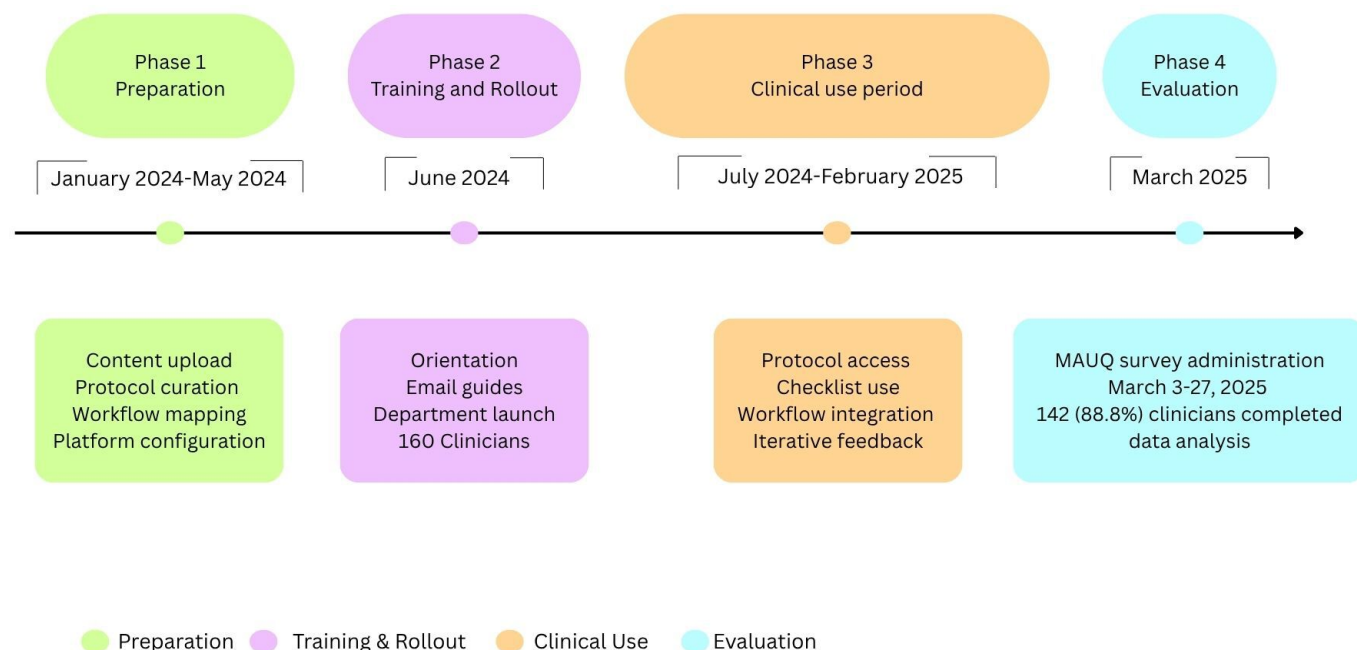 Phase 1
Preparation
Phase 2
Training and Rollout
Phase 3
Clinical use period
Phase 4
Evaluation
January 2024-May 2024
June 2024
July 2024-February 2025
March 2025
Content upload
Protocol curation
Workflow mapping
Platform configuration
Orientation
Email guides
Department launch
160 Clinicians
Protocol access
Checklist use
Workflow integration
Iterative feedback
MAUQ survey administration
March 3-27, 2025
142 (88.8%) clinicians completed
data analysis
Preparation
Training & Rollout
Clinical Use
Evaluation